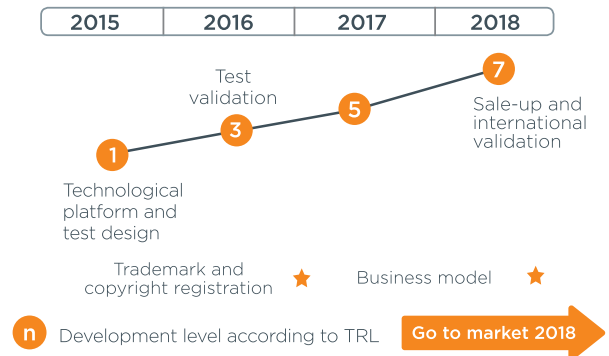 2015 2016 2017 2018
7
Test
validation
5
3
Sale-up and
international
validation
1
Technological
platform and
test design
Trademark and
copyright registration
Business model
n Development level according to TRL
Go to market 2018